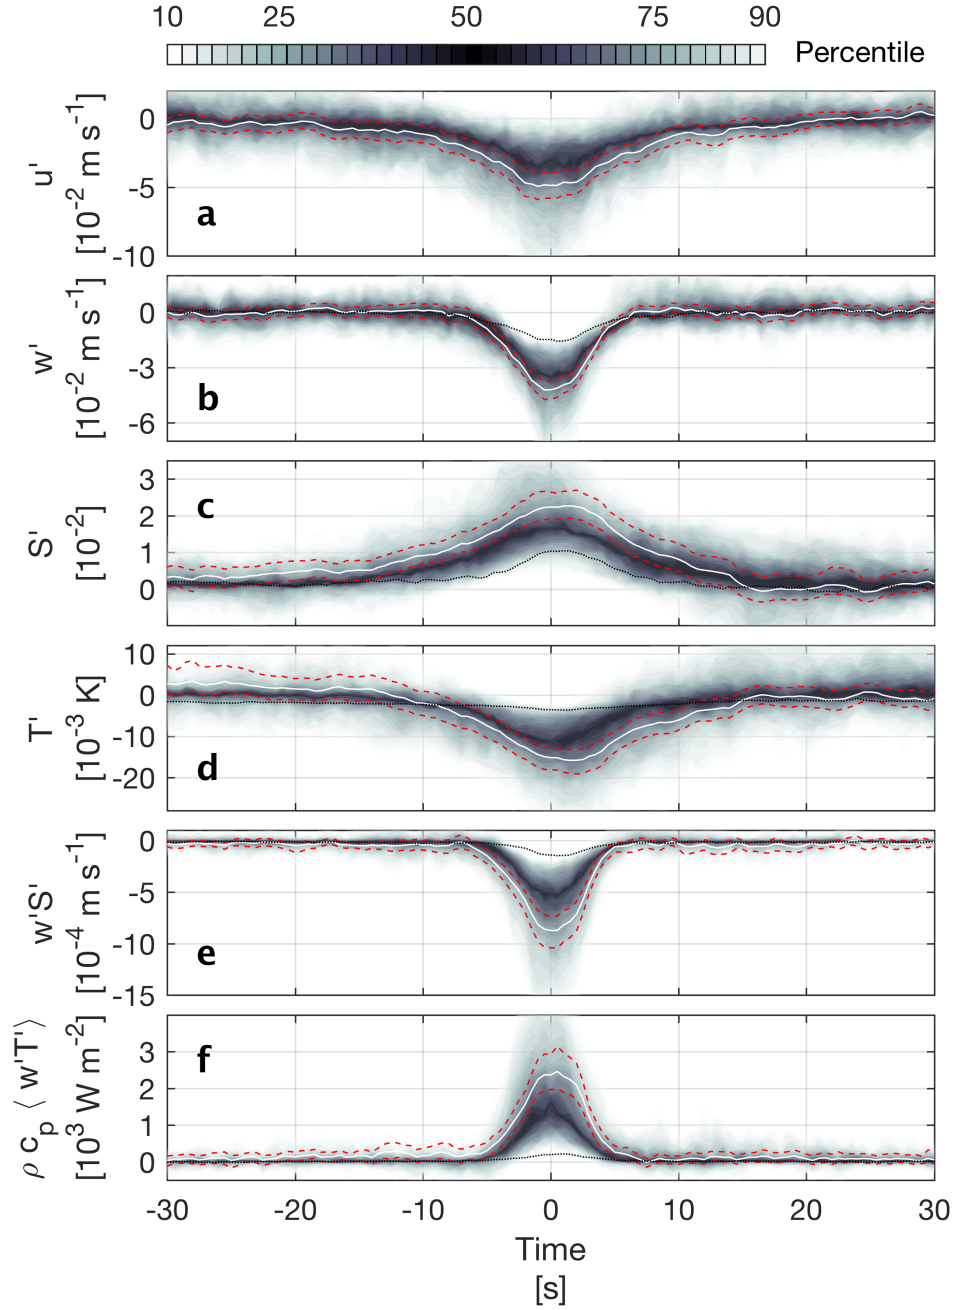 10 25 50 75 90
Percentile
0
-5
-10
u'
[10⁻² m s⁻¹]
a
0
-3
-6
w'
[10⁻² m s⁻¹]
b
3
2
1
0
S'
[10⁻²]
c
10
0
-10
-20
T'
[10⁻³ K]
d
0
-5
-10
-15
w'S'
[10⁻⁴ m s⁻¹]
e
3
2
1
0
ρ c_p ⟨ w'T' ⟩
[10³ W m⁻²]
f
-30 -20 -10 0 10 20 30
Time
[s]